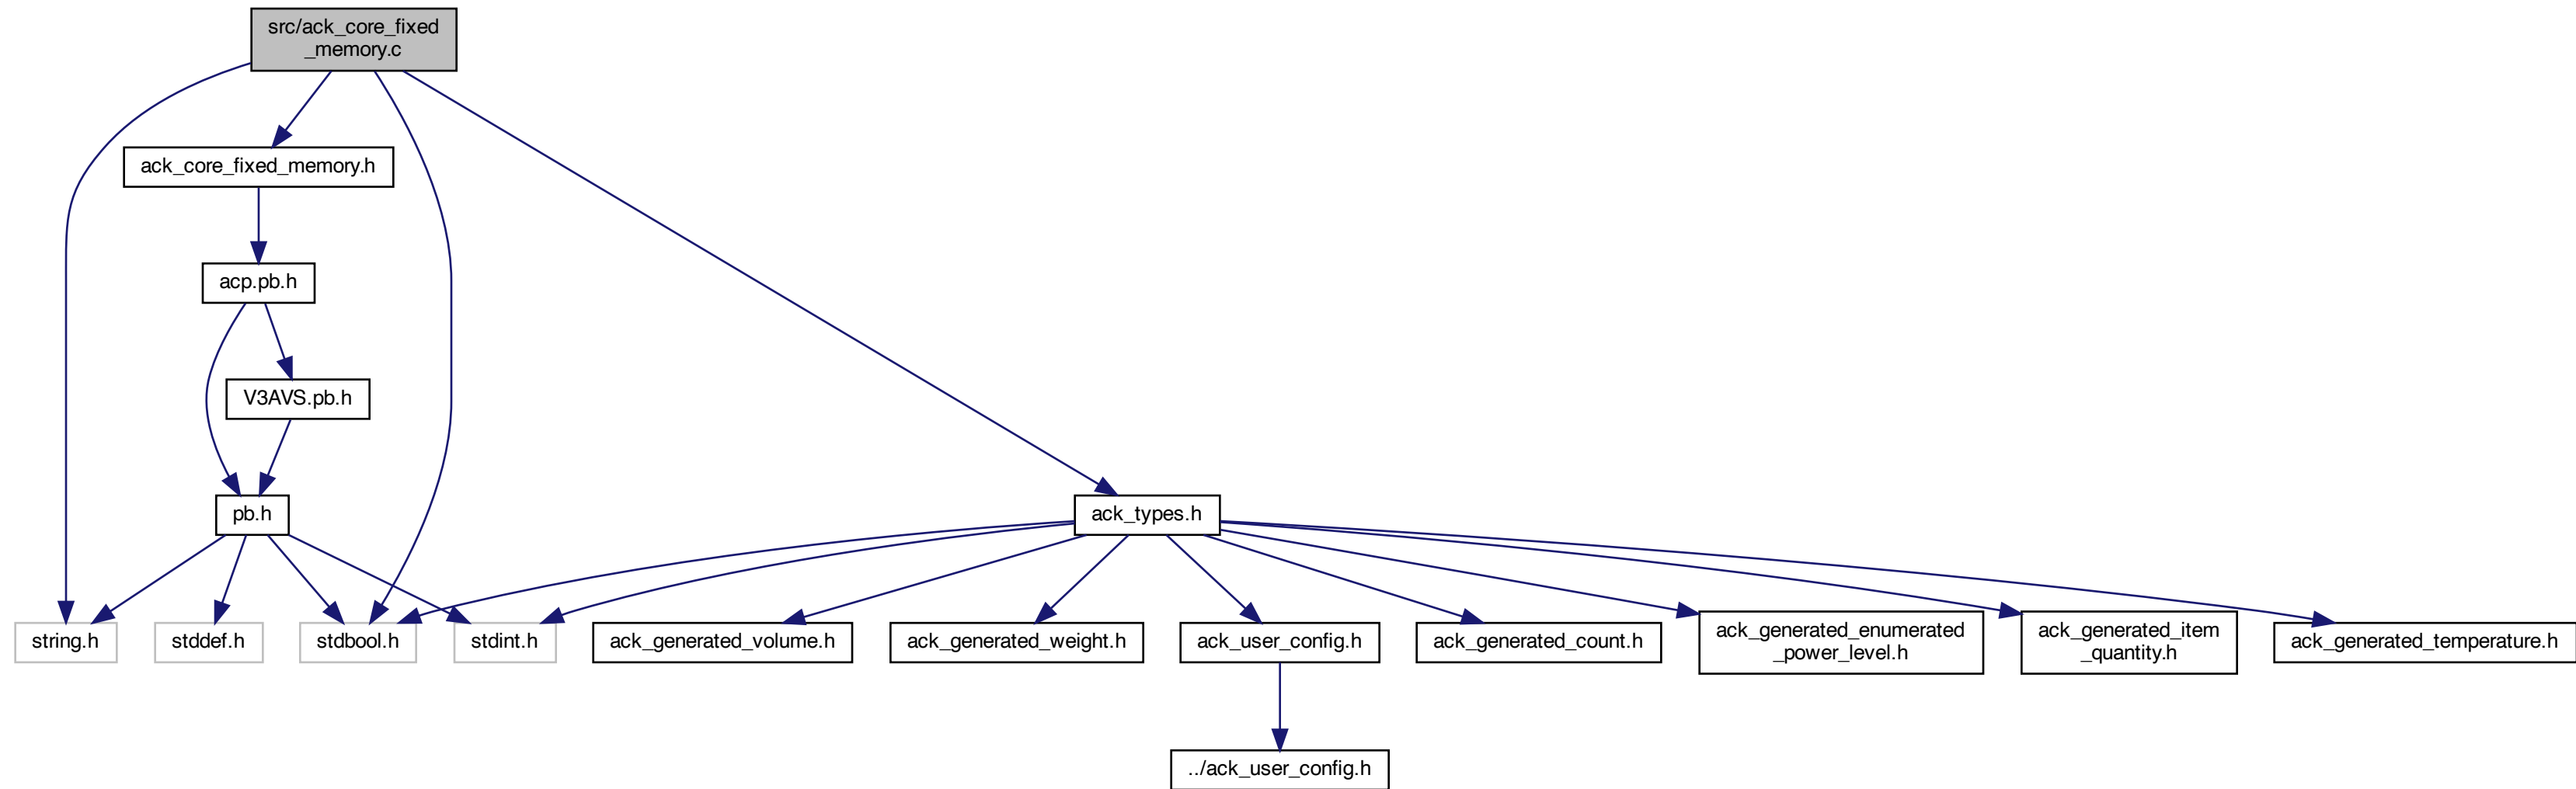 src/ack_core_fixed
_memory.c
ack_core_fixed_memory.h
acp.pb.h
V3AVS.pb.h
pb.h
ack_types.h
string.h
stddef.h
stdbool.h
stdint.h
ack_generated_volume.h
ack_generated_weight.h
ack_user_config.h
ack_generated_count.h
ack_generated_enumerated
_power_level.h
ack_generated_item
_quantity.h
ack_generated_temperature.h
../ack_user_config.h